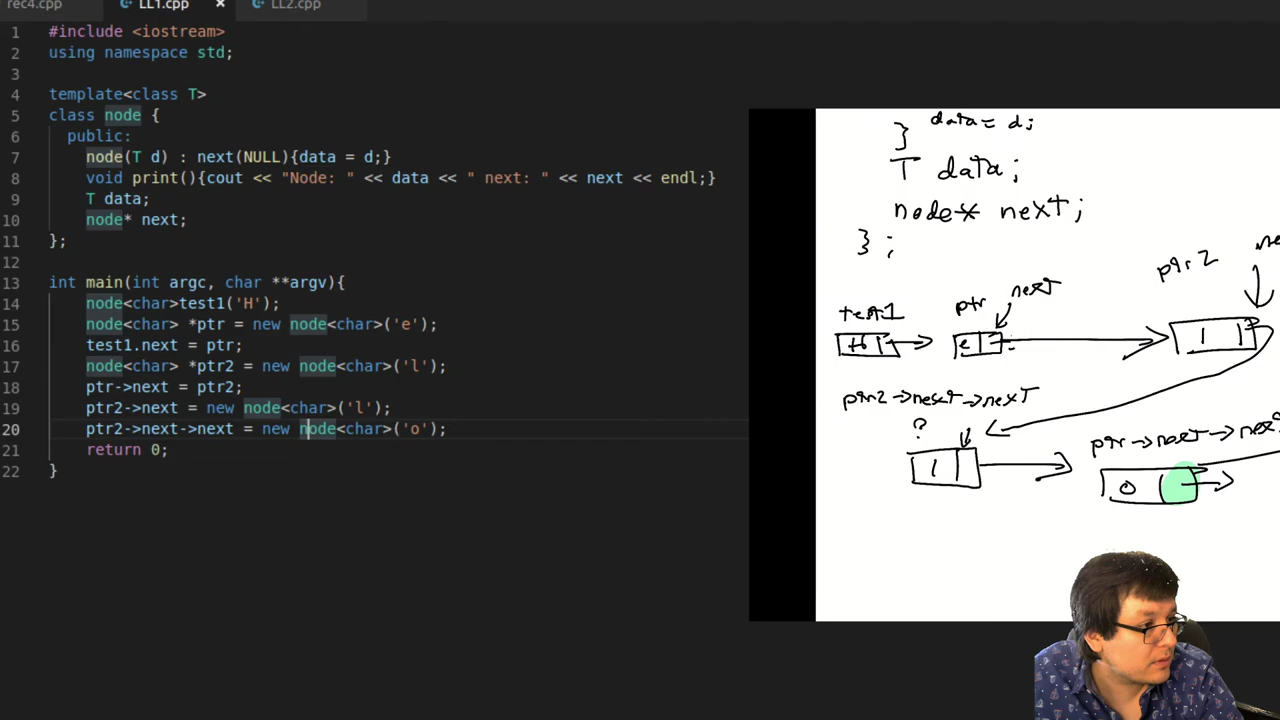 rec4.cpp
LL1.cpp
LL2.cpp
1 #include <iostream>
2 using namespace std;
3
4 template<class T>
5 class node {
6 public:
7 node(T d) : next(NULL){data = d;}
8 void print(){cout << "Node: " << data << " next: " << next << endl;}
9 T data;
10 node* next;
11 };
12
13 int main(int argc, char **argv){
14 node<char>test1('H');
15 node<char> *ptr = new node<char>('e');
16 test1.next = ptr;
17 node<char> *ptr2 = new node<char>('l');
18 ptr->next = ptr2;
19 ptr2->next = new node<char>('l');
20 ptr2->next->next = new node<char>('o');
21 return 0;
22 }
data = d;
}
T data;
node* next;
};
ptr2
test1
ptr
next
H
e
l
ptr2→next→next
?
ptr→next→next
l
o